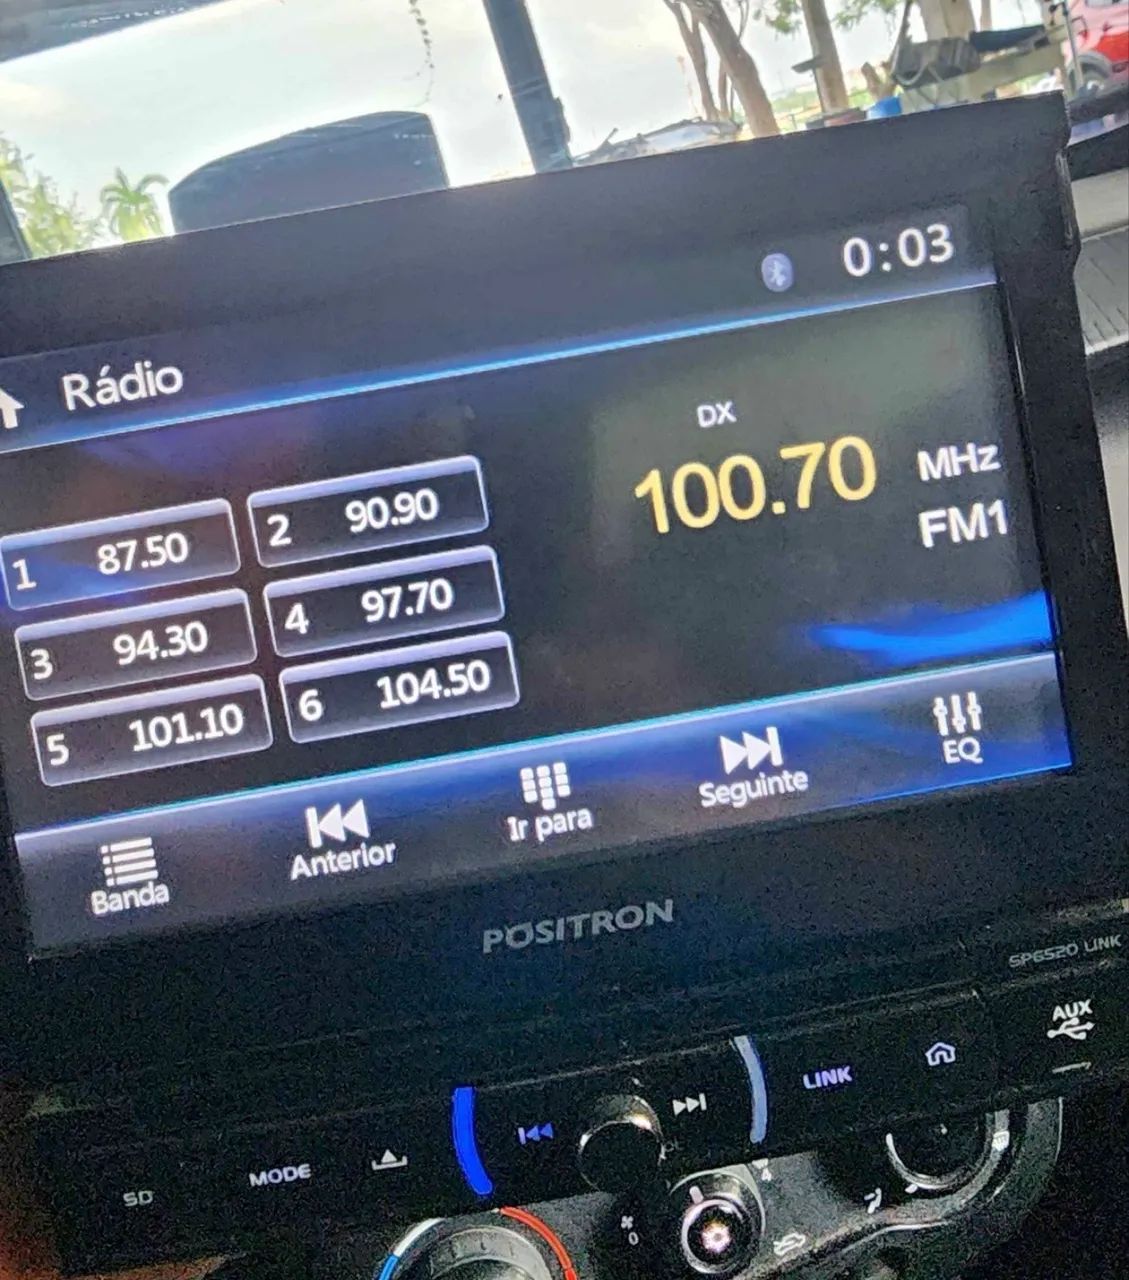 0:03
Rádio
DX
100.70 MHz
FM1
1 87.50
2 90.90
3 94.30
4 97.70
5 101.10
6 104.50
Banda
Anterior
Ir para
Seguinte
EQ
POSITRON
SP6520 LINK
AUX
LINK
MODE
SD
4
0